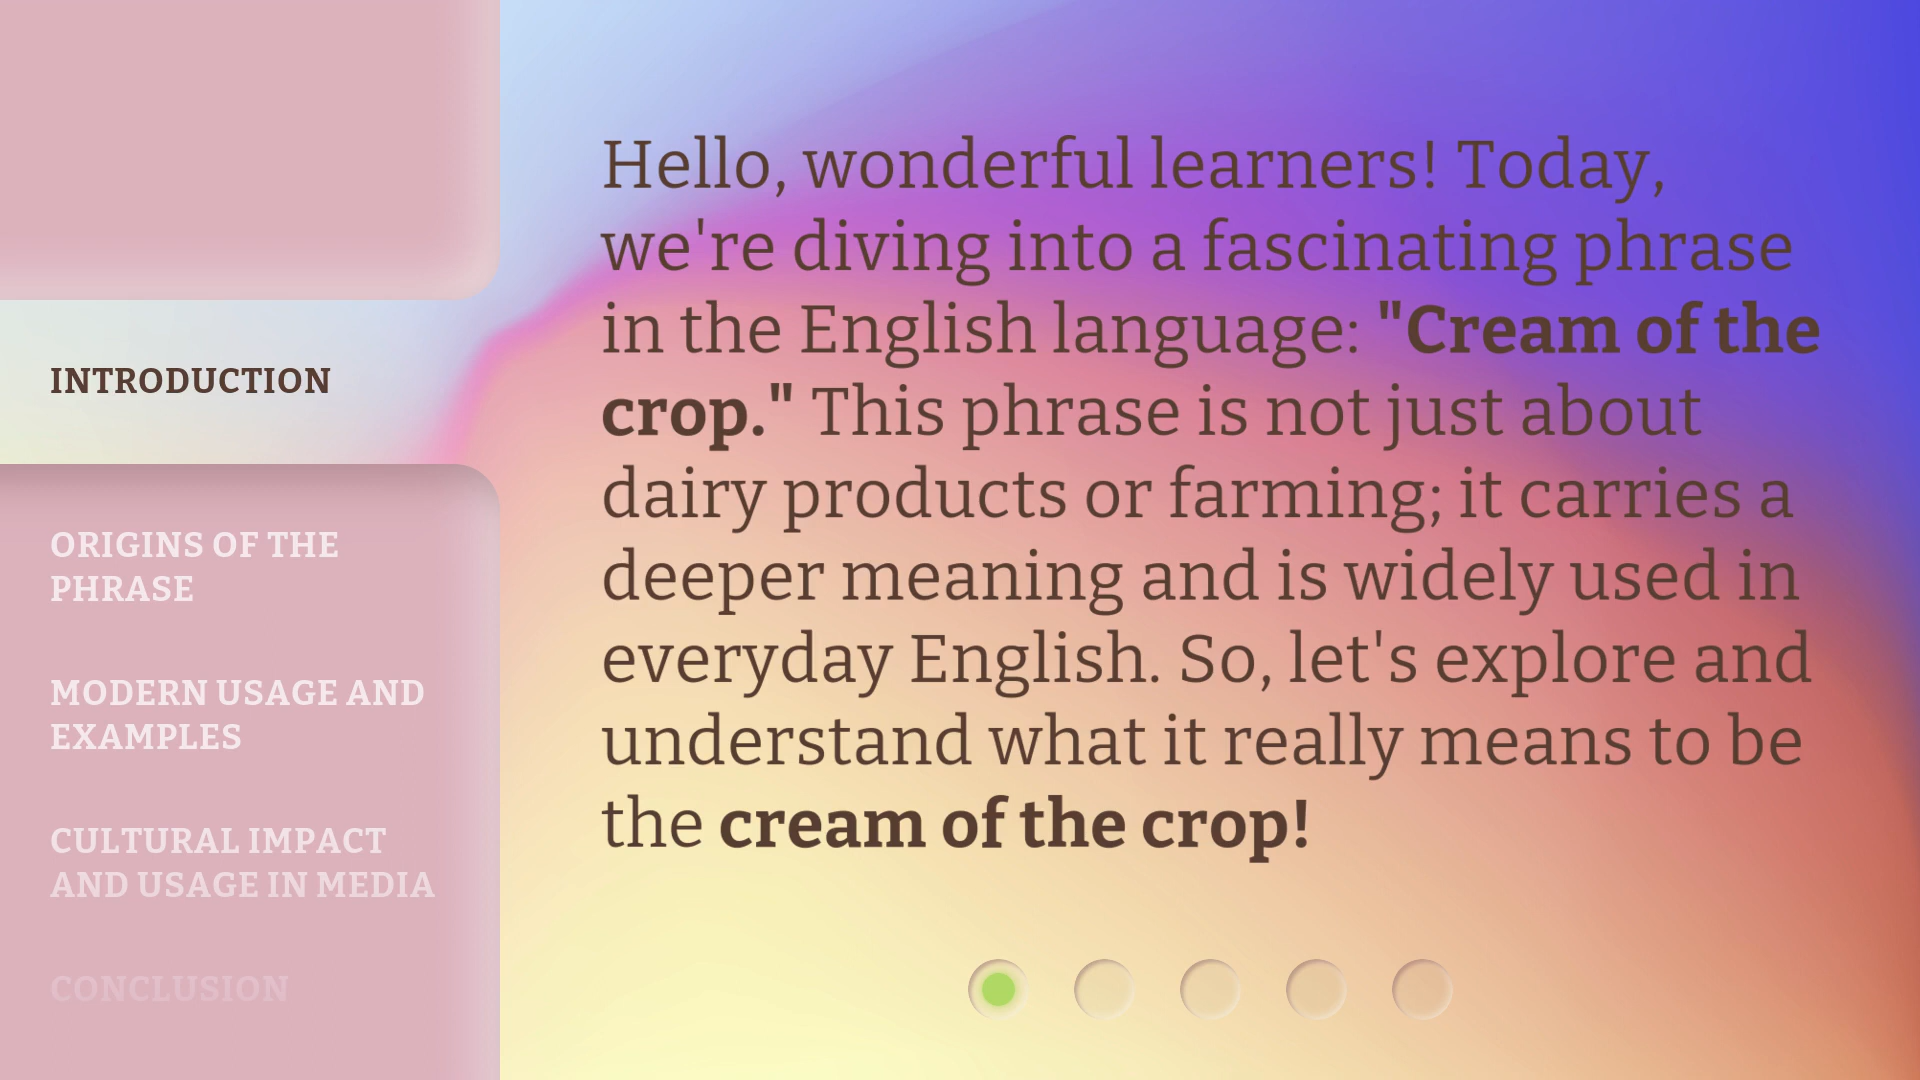 INTRODUCTION
ORIGINS OF THE
PHRASE
MODERN USAGE AND
EXAMPLES
CULTURAL IMPACT
AND USAGE IN MEDIA
CONCLUSION
Hello, wonderful learners! Today,
we're diving into a fascinating phrase
in the English language: "Cream of the
crop." This phrase is not just about
dairy products or farming; it carries a
deeper meaning and is widely used in
everyday English. So, let's explore and
understand what it really means to be
the cream of the crop!